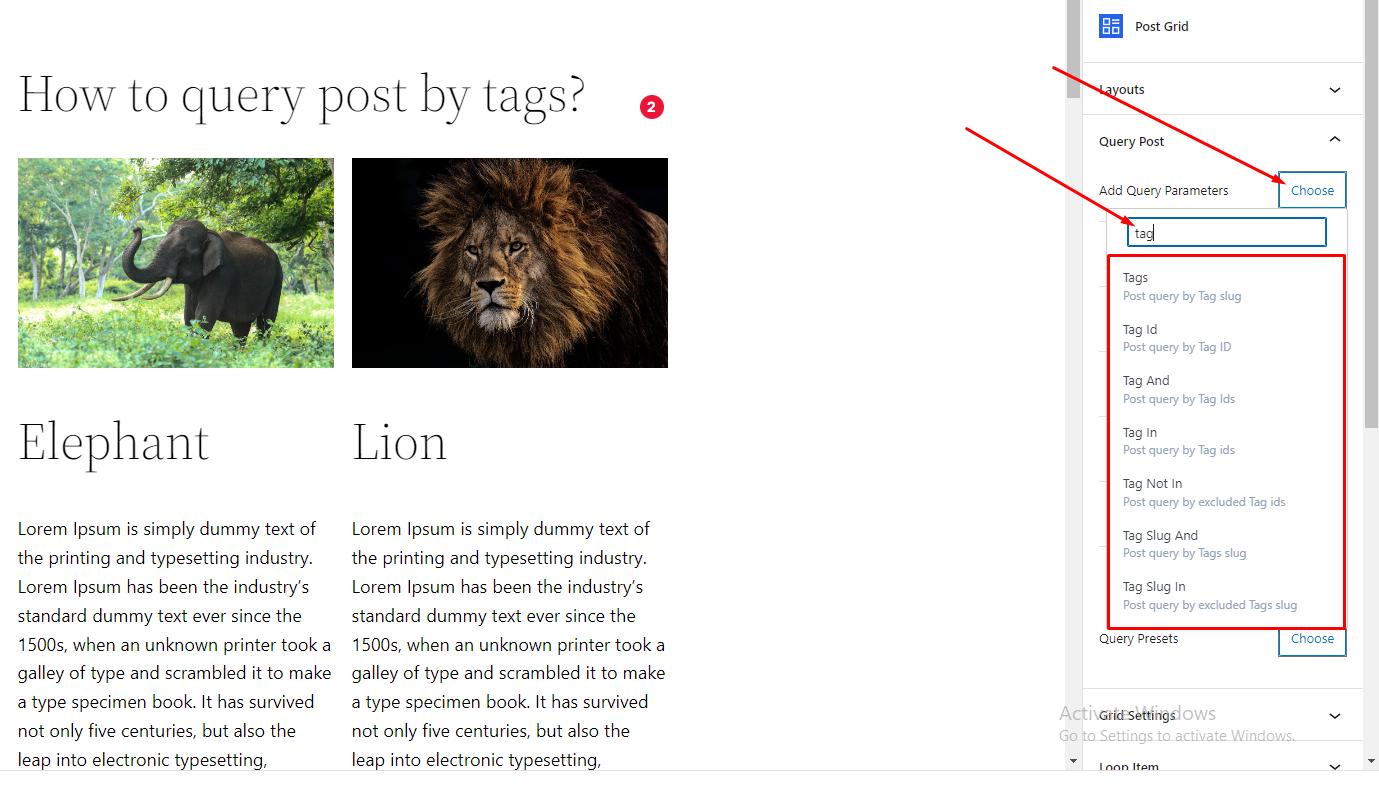 How to query post by tags?
2
Elephant
Lorem Ipsum is simply dummy text of
the printing and typesetting industry.
Lorem Ipsum has been the industry’s
standard dummy text ever since the
1500s, when an unknown printer took a
galley of type and scrambled it to make
a type specimen book. It has survived
not only five centuries, but also the
leap into electronic typesetting,
Lion
Lorem Ipsum is simply dummy text of
the printing and typesetting industry.
Lorem Ipsum has been the industry’s
standard dummy text ever since the
1500s, when an unknown printer took a
galley of type and scrambled it to make
a type specimen book. It has survived
not only five centuries, but also the
leap into electronic typesetting,
Post Grid
Layouts
Query Post
Add Query Parameters
Choose
tag
Tags
Post query by Tag slug
Tag Id
Post query by Tag ID
Tag And
Post query by Tag Ids
Tag In
Post query by Tag ids
Tag Not In
Post query by excluded Tag ids
Tag Slug And
Post query by Tags slug
Tag Slug In
Post query by excluded Tags slug
Query Presets
Choose
Activate Windows
Grid Settings
Go to Settings to activate Windows.
Loop Item